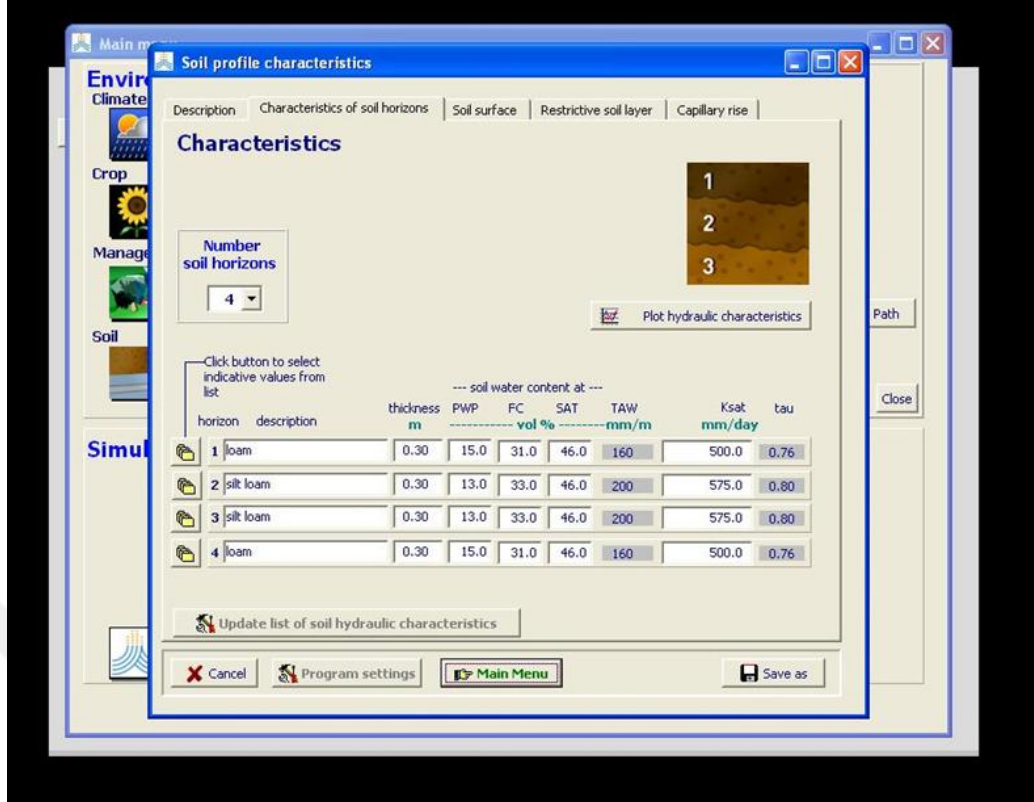 Main m
Soil profile characteristics
Enviro
Climate
Crop
Manage
Soil
Simul
Path
Close
Description Characteristics of soil horizons Soil surface Restrictive soil layer Capillary rise
Characteristics
1
2
3
Number
soil horizons
4
Plot hydraulic characteristics
Click button to select
indicative values from
list
--- soil water content at ---
thickness PWP FC SAT TAW Ksat tau
horizon description m ----------- vol % --------mm/m mm/day
1 loam 0.30 15.0 31.0 46.0 160 500.0 0.76
2 silt loam 0.30 13.0 33.0 46.0 200 575.0 0.80
3 silt loam 0.30 13.0 33.0 46.0 200 575.0 0.80
4 loam 0.30 15.0 31.0 46.0 160 500.0 0.76
Update list of soil hydraulic characteristics
Cancel Program settings Main Menu Save as